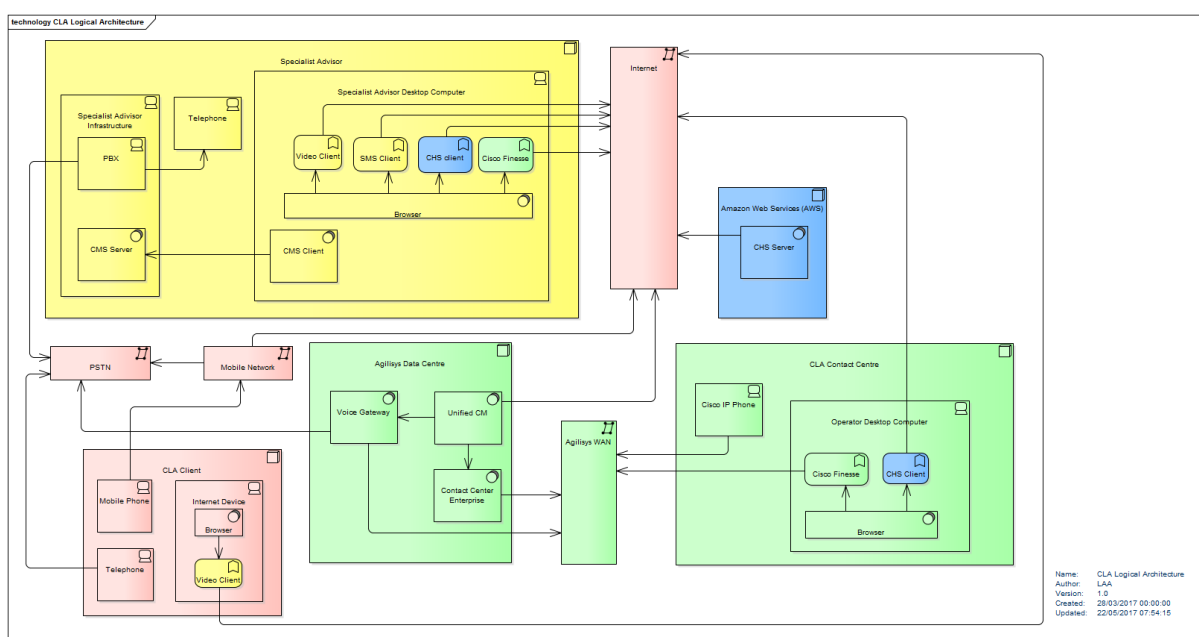 technology CLA Logical Architecture
Specialist Advisor
Internet
Specialist Advisor Desktop Computer
Specialist Adivisor
Infrastructure
Telephone
PBX
Video Client
SMS Client
CHS client
Cisco Finesse
Browser
CMS Server
CMS Client
Amazon Web Services (AWS)
CHS Server
PSTN
Mobile Network
Agilisys Data Centre
Voice Gateway
Unified CM
Contact Center
Enterprise
Agilisys WAN
CLA Contact Centre
Cisco IP Phone
Operator Desktop Computer
Cisco Finesse
CHS Client
Browser
CLA Client
Mobile Phone
Internet Device
Browser
Telephone
Video Client
Name: CLA Logical Architecture
Author: LAA
Version: 1.0
Created: 28/03/2017 00:00:00
Updated: 22/05/2017 07:54:15